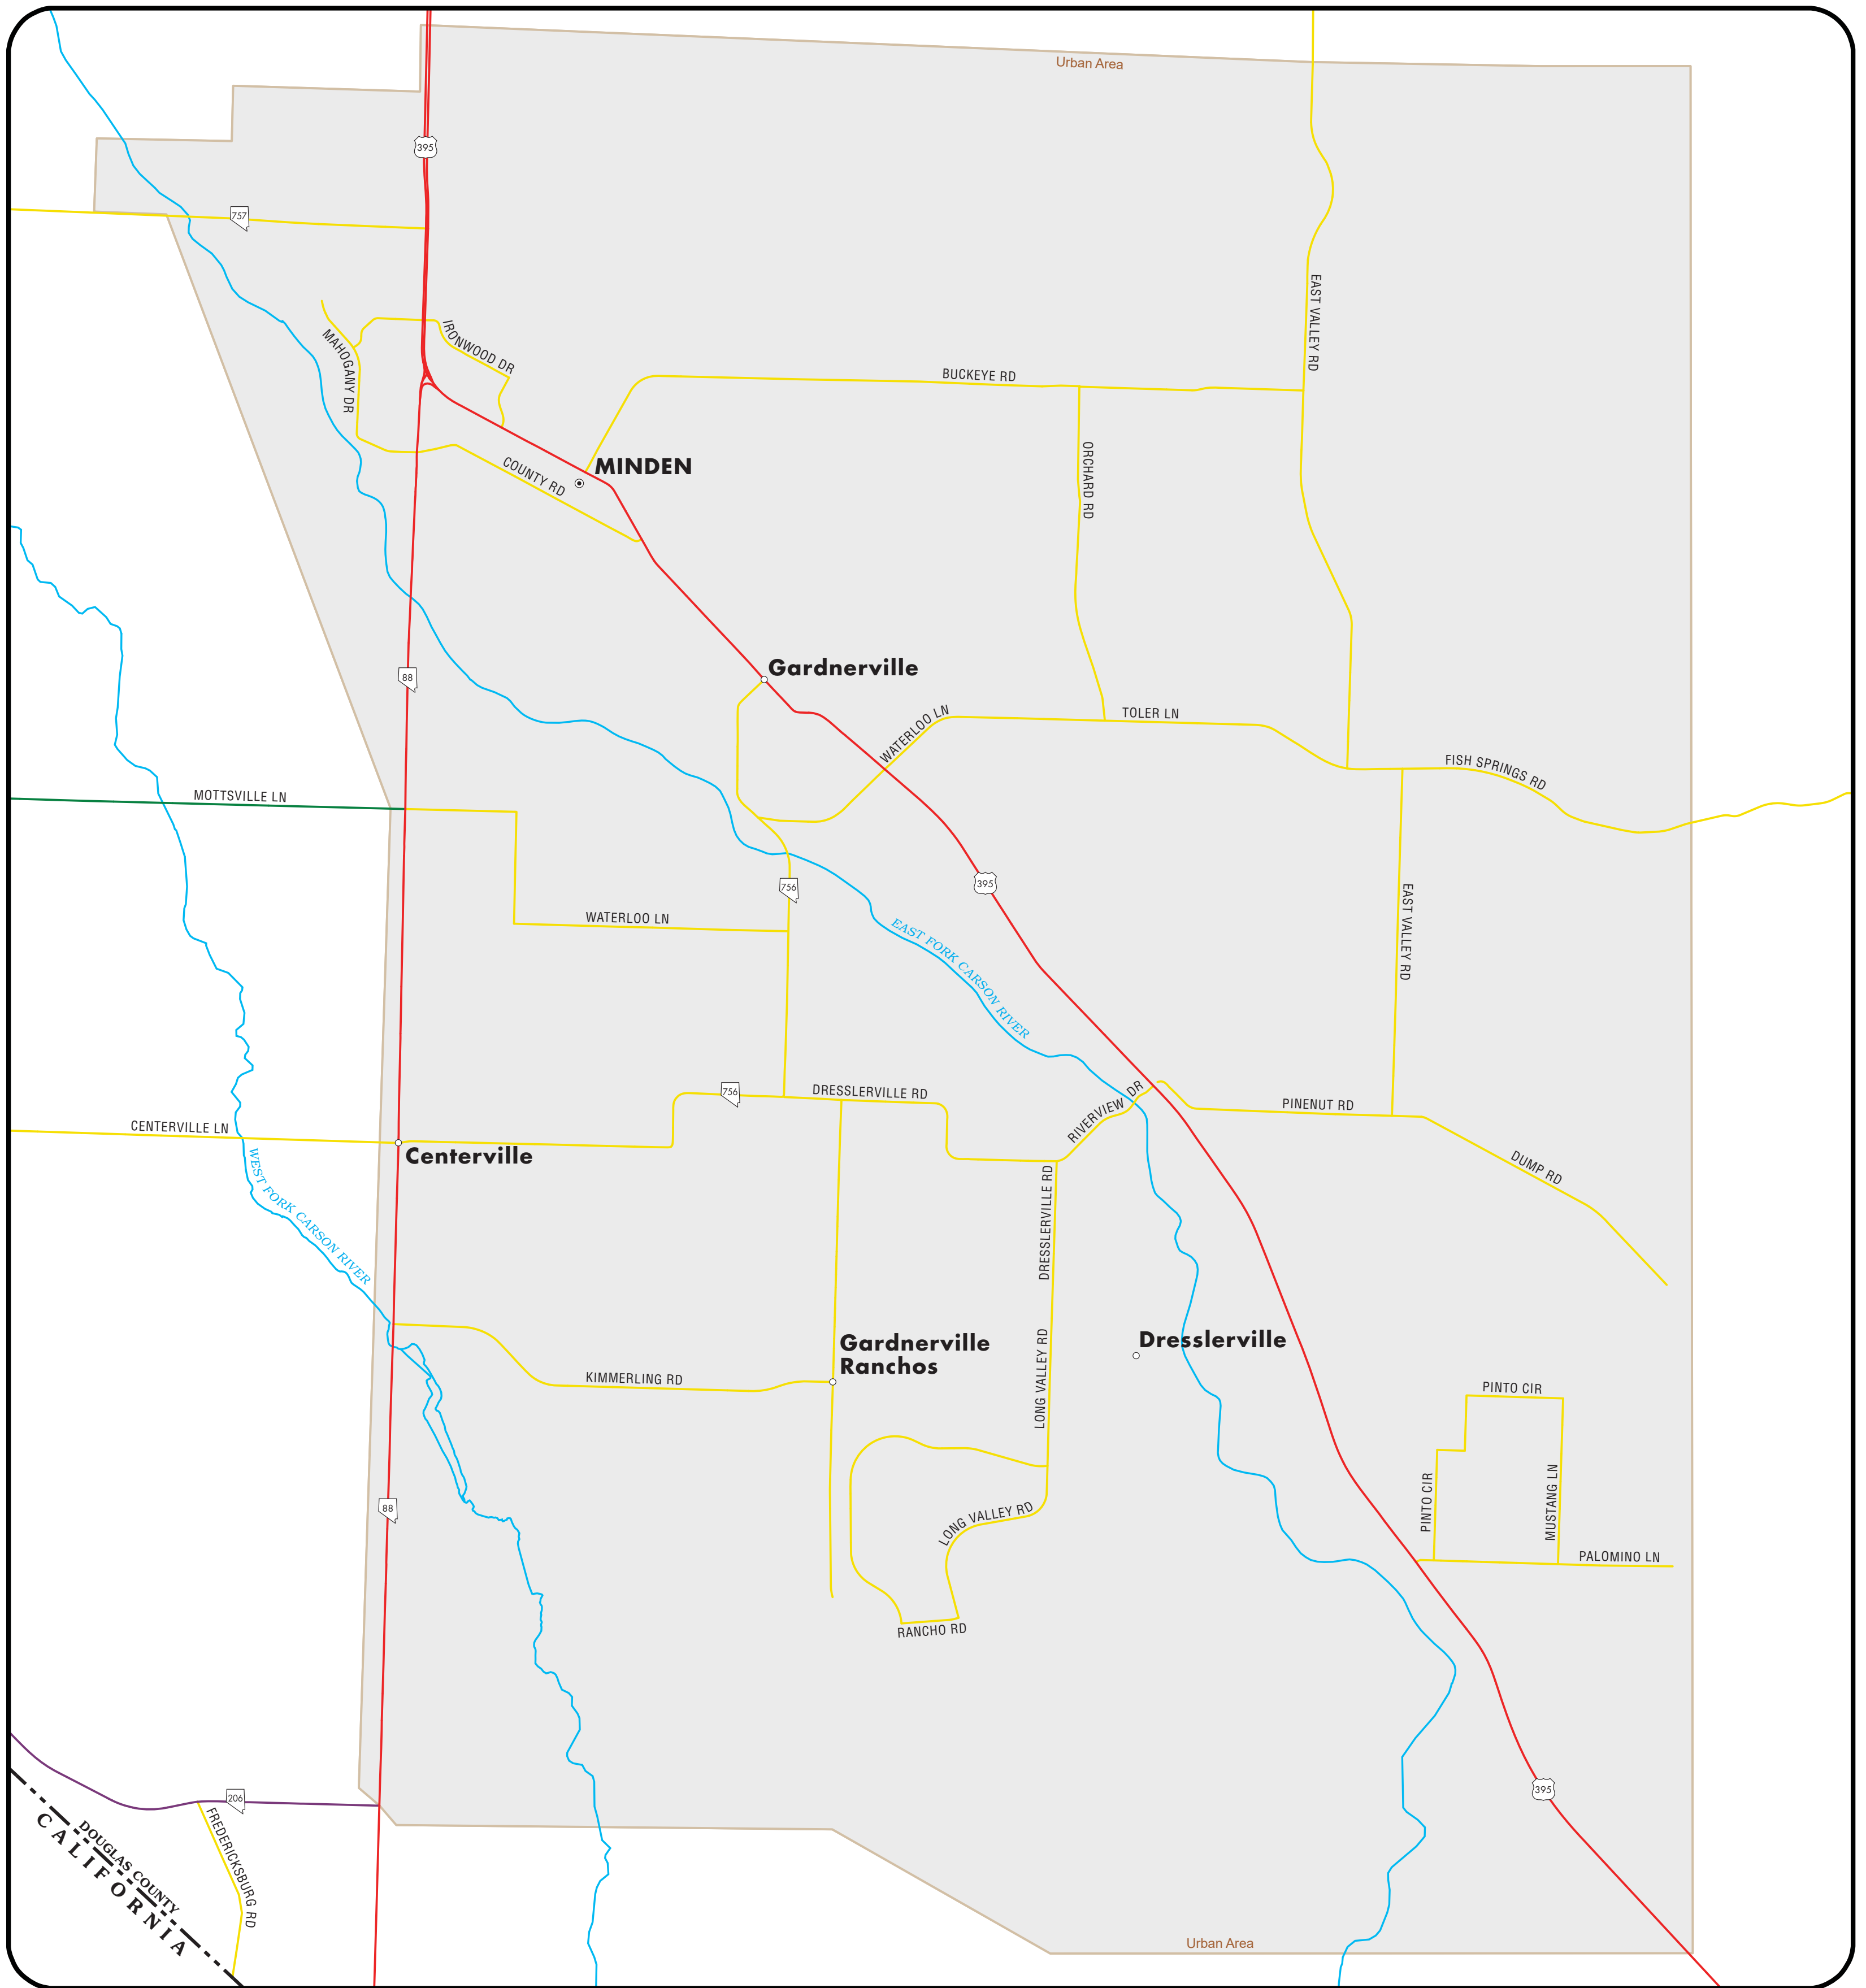 Urban Area
395
757
EAST VALLEY RD
IRONWOOD DR
MAHOGANY DR
BUCKEYE RD
ORCHARD RD
COUNTY RD
MINDEN
Gardnerville
88
WATERLOO LN
TOLER LN
FISH SPRINGS RD
MOTTSVILLE LN
756
395
WATERLOO LN
EAST VALLEY RD
EAST FORK CARSON RIVER
756
DRESSLERVILLE RD
RIVERVIEW DR
PINENUT RD
CENTERVILLE LN
Centerville
DUMP RD
WEST FORK CARSON RIVER
DRESSLERVILLE RD
Gardnerville
Ranchos
LONG VALLEY RD
Dresslerville
KIMMERLING RD
PINTO CIR
PINTO CIR
MUSTANG LN
88
LONG VALLEY RD
PALOMINO LN
RANCHO RD
395
206
FREDERICKSBURG RD
DOUGLAS COUNTY
CALIFORNIA
Urban Area